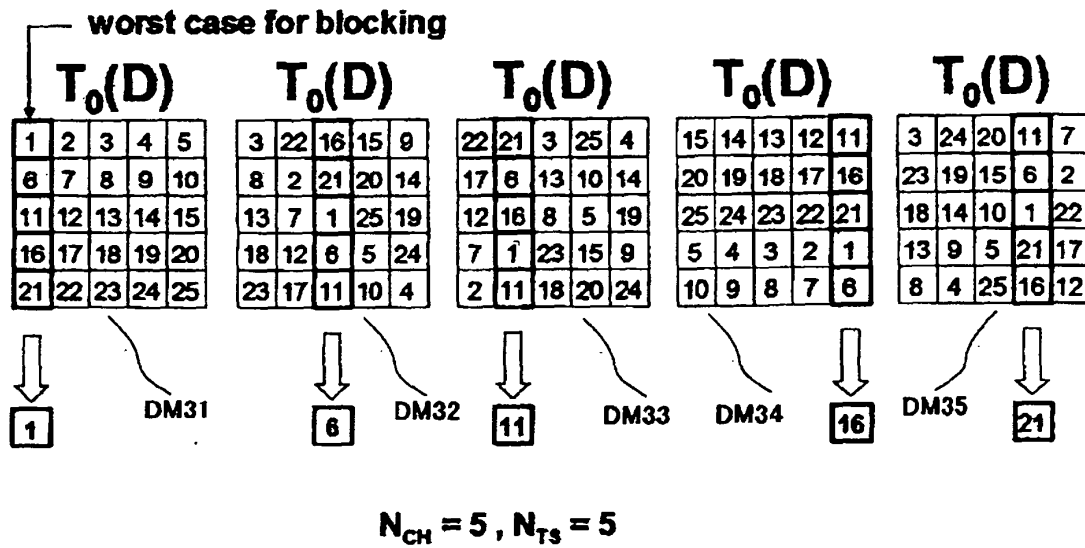 worst case for blocking
T0(D) T0(D) T0(D) T0(D) T0(D)
1 2 3 4 5
6 7 8 9 10
11 12 13 14 15
16 17 18 19 20
21 22 23 24 25
3 22 16 15 9
8 2 21 20 14
13 7 1 25 19
18 12 6 5 24
23 17 11 10 4
22 21 3 25 4
17 6 13 10 14
12 16 8 5 19
7 1 23 15 9
2 11 18 20 24
15 14 13 12 11
20 19 18 17 16
25 24 23 22 21
5 4 3 2 1
10 9 8 7 6
3 24 20 11 7
23 19 15 6 2
18 14 10 1 22
13 9 5 21 17
8 4 25 16 12
DM31 DM32 DM33 DM34 DM35
1 6 11 16 21
NCH = 5 , NTS = 5